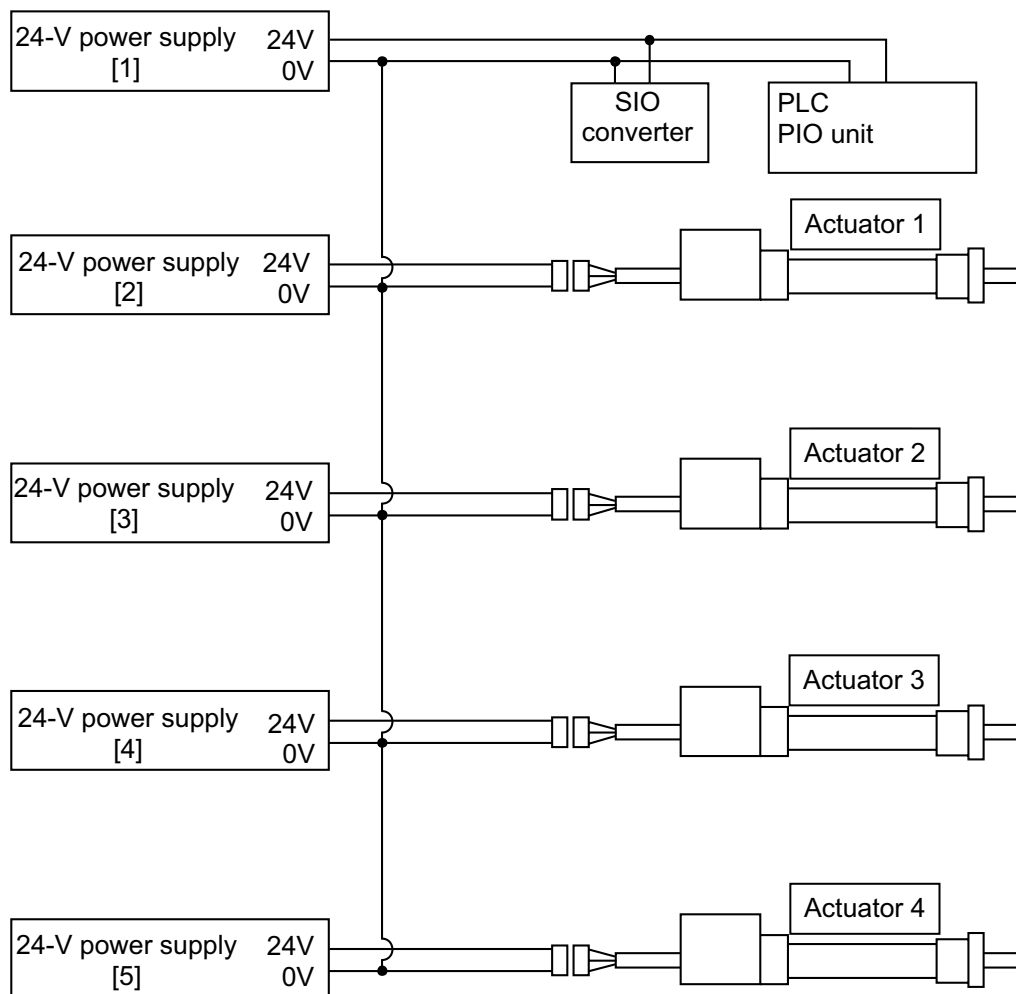 24-V power supply 24V
[1] 0V
SIO
converter
PLC
PIO unit
Actuator 1
24-V power supply 24V
[2] 0V
Actuator 2
24-V power supply 24V
[3] 0V
Actuator 3
24-V power supply 24V
[4] 0V
Actuator 4
24-V power supply 24V
[5] 0V